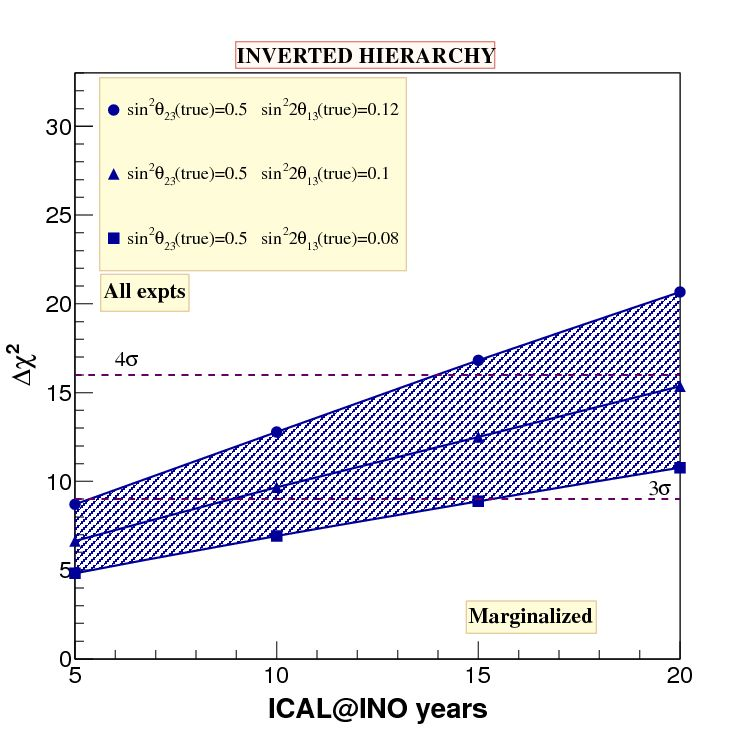 INVERTED HIERARCHY
sin²θ₂₃(true)=0.5 sin²2θ₁₃(true)=0.12
sin²θ₂₃(true)=0.5 sin²2θ₁₃(true)=0.1
sin²θ₂₃(true)=0.5 sin²2θ₁₃(true)=0.08
All expts
4σ
3σ
Marginalized
Δχ²
30
25
20
15
10
5
0
5 10 15 20
ICAL@INO years